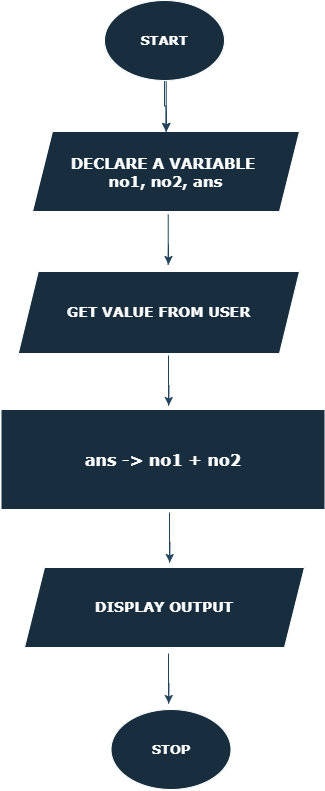 START
DECLARE A VARIABLE
no1, no2, ans
GET VALUE FROM USER
ans -> no1 + no2
DISPLAY OUTPUT
STOP